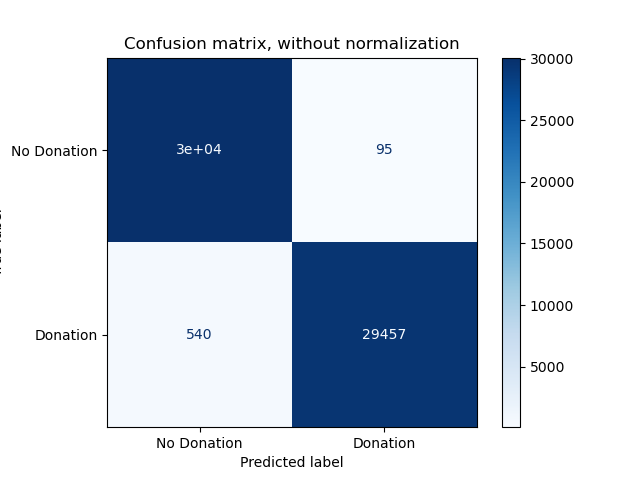 Confusion matrix, without normalization
No Donation
3e+04
95
Donation
540
29457
No Donation
Donation
Predicted label
30000
25000
20000
15000
10000
5000